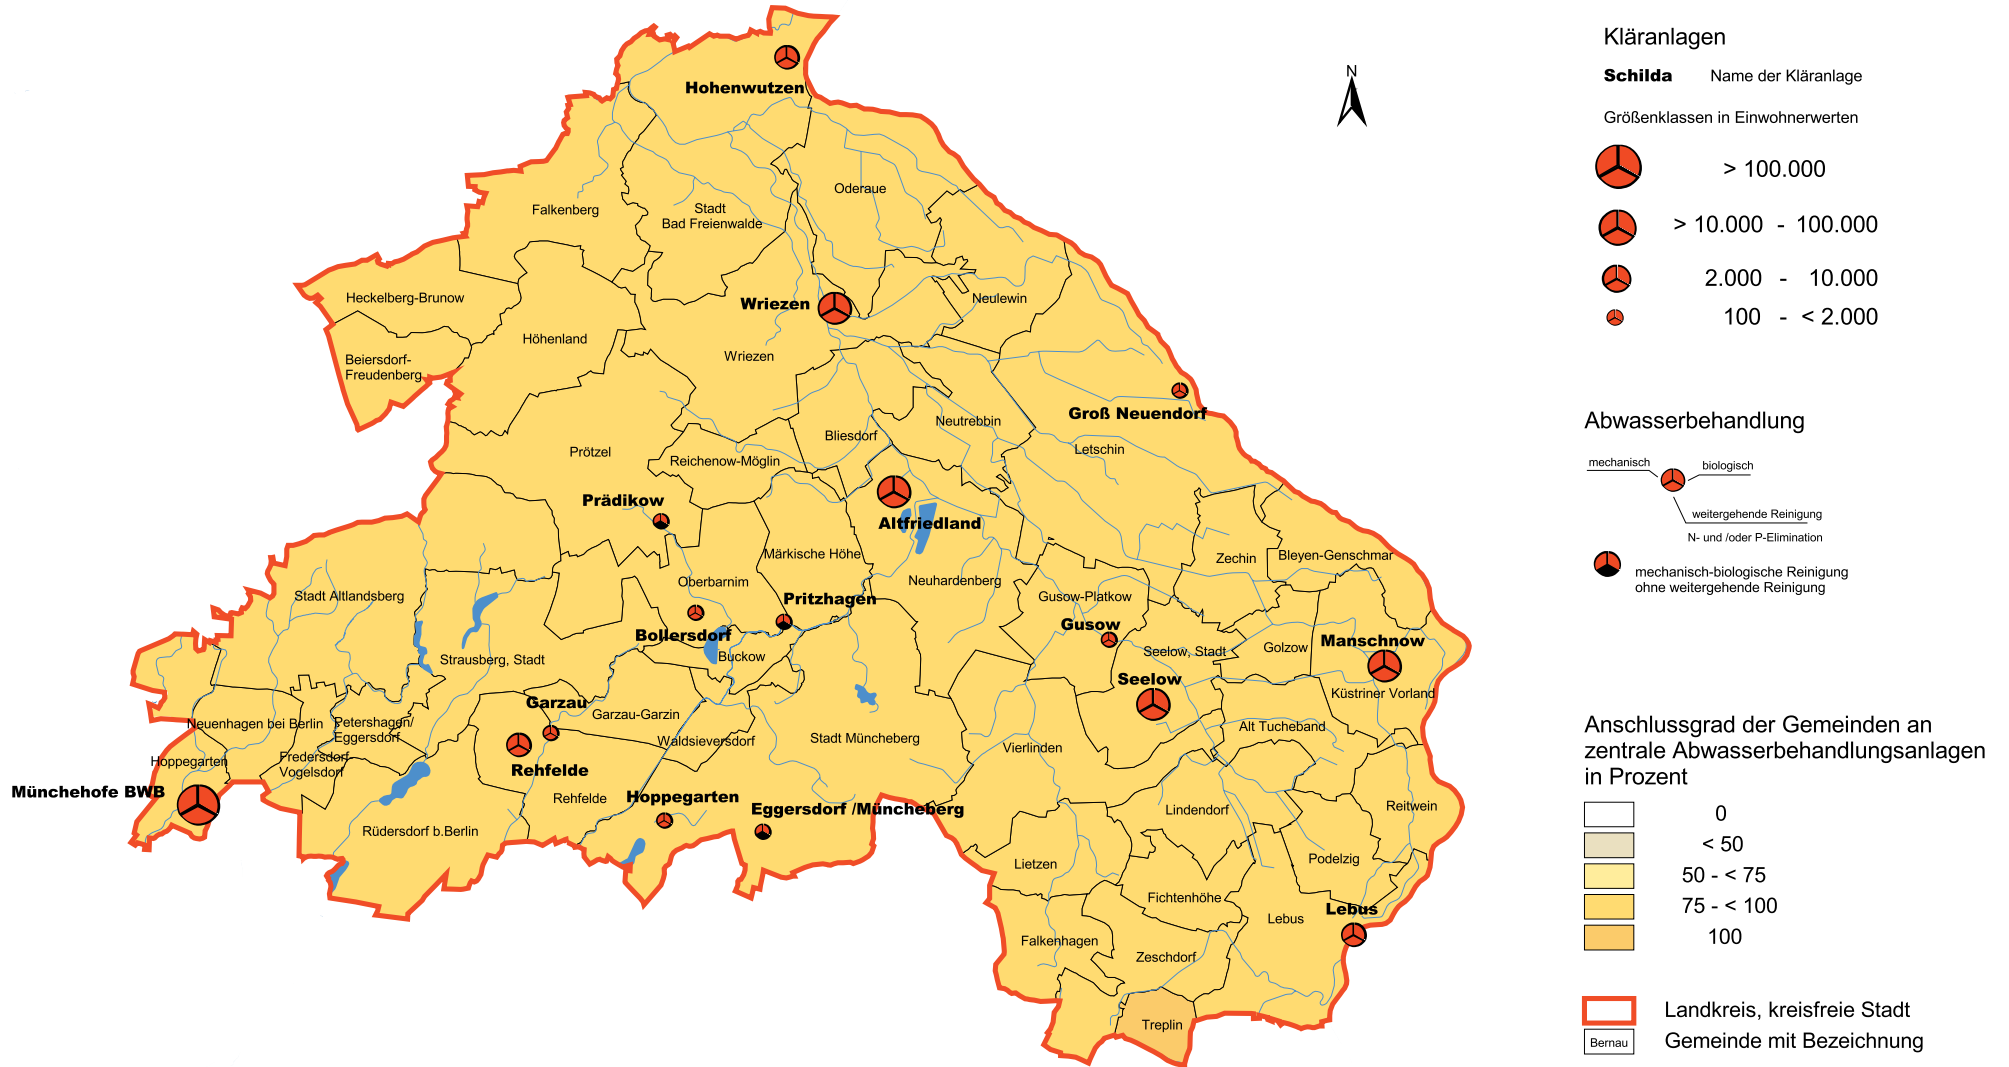 Hohenwutzen
Falkenberg
Stadt
Bad Freienwalde
Oderaue
Heckelberg-Brunow
Wriezen
Neulewin
Höhenland
Beiersdorf-
Freudenberg
Wriezen
Groß Neuendorf
Bliesdorf
Neutrebbin
Letschin
Prötzel
Reichenow-Möglin
Prädikow
Altfriedland
Märkische Höhe
Zechin
Bleyen-Genschmar
Oberbarnim
Neuhardenberg
Stadt Altlandsberg
Pritzhagen
Gusow-Platkow
Gusow
Bollersdorf
Buckow
Strausberg, Stadt
Seelow, Stadt
Golzow
Manschnow
Seelow
Küstriner Vorland
Garzau
Garzau-Garzin
Neuenhagen bei Berlin
Petershagen/
Eggersdorf
Waldsieversdorf
Stadt Müncheberg
Vierlinden
Alt Tucheband
Hoppegarten
Fredersdorf-
Vogelsdorf
Rehfelde
Münchehofe BWB
Rehfelde
Hoppegarten
Eggersdorf /Müncheberg
Lindendorf
Reitwein
Rüdersdorf b.Berlin
Lietzen
Podelzig
Fichtenhöhe
Lebus
Lebus
Falkenhagen
Zeschdorf
Treplin
N
Kläranlagen
Schilda Name der Kläranlage
Größenklassen in Einwohnerwerten
> 100.000
> 10.000 - 100.000
2.000 - 10.000
100 - < 2.000
Abwasserbehandlung
mechanisch
biologisch
weitergehende Reinigung
N- und /oder P-Elimination
mechanisch-biologische Reinigung
ohne weitergehende Reinigung
Anschlussgrad der Gemeinden an
zentrale Abwasserbehandlungsanlagen
in Prozent
0
< 50
50 - < 75
75 - < 100
100
Landkreis, kreisfreie Stadt
Bernau Gemeinde mit Bezeichnung